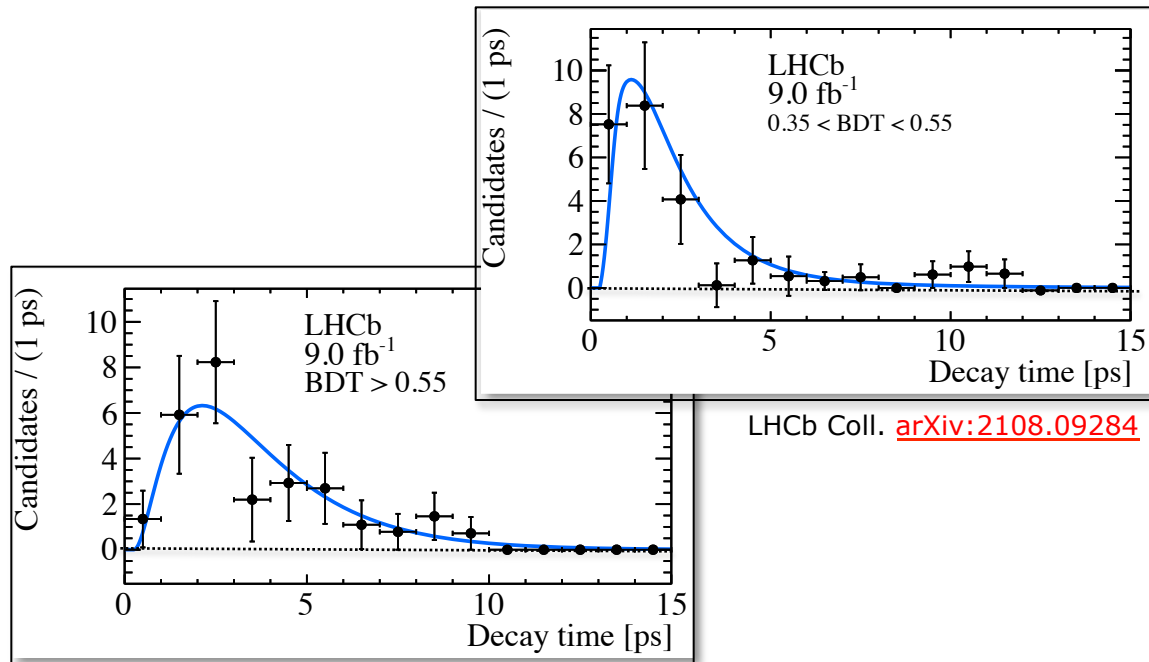 Candidates / (1 ps)
10
8
6
4
2
0
LHCb
9.0 fb⁻¹
0.35 < BDT < 0.55
0 5 10 15
Decay time [ps]
LHCb Coll. arXiv:2108.09284
Candidates / (1 ps)
10
8
6
4
2
0
LHCb
9.0 fb⁻¹
BDT > 0.55
0 5 10 15
Decay time [ps]